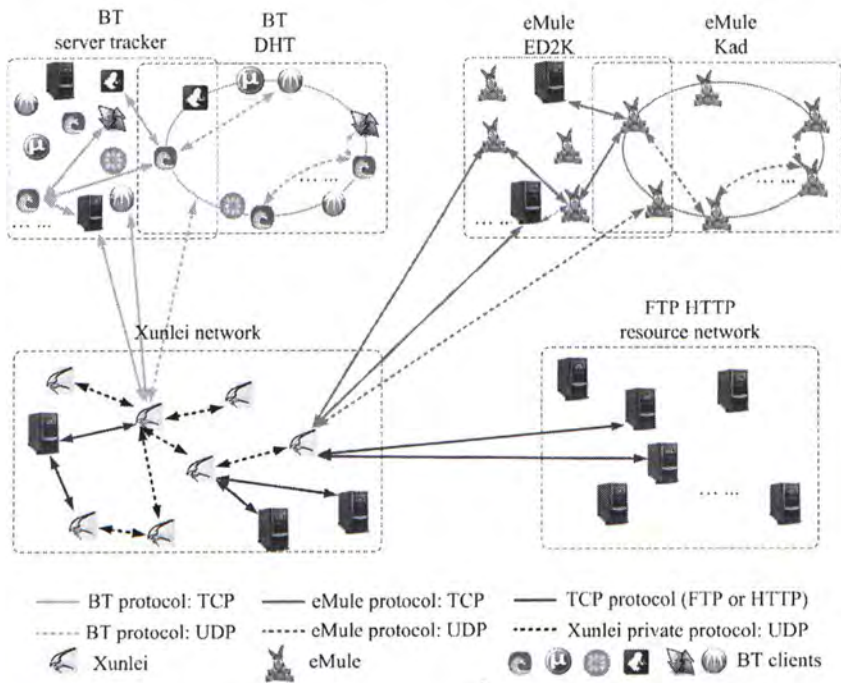 BT
server tracker
BT
DHT
eMule
ED2K
eMule
Kad
... ...
... ...
... ...
... ...
Xunlei network
FTP HTTP
resource network
... ...
BT protocol: TCP
eMule protocol: TCP
TCP protocol (FTP or HTTP)
BT protocol: UDP
eMule protocol: UDP
Xunlei private protocol: UDP
Xunlei
eMule
BT clients